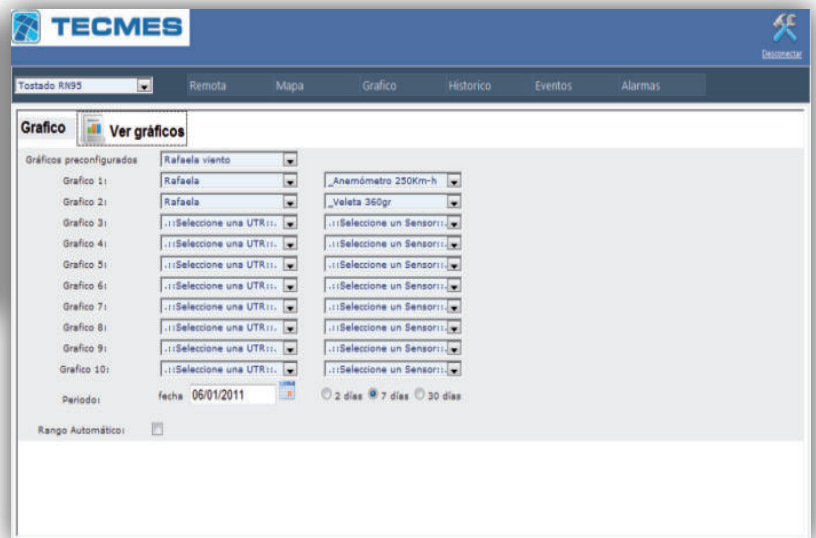 TECMES
Desconectar
Tostado RN95 Remota Mapa Grafico Historico Eventos Alarmas
Grafico Ver gráficos
Gráficos preconfigurados Rafaela viento
Grafico 1: Rafaela _Anemómetro 250Km-h
Grafico 2: Rafaela _Veleta 360gr
Grafico 3: .::Seleccione una UTR::. .::Seleccione un Sensor::.
Grafico 4: .::Seleccione una UTR::. .::Seleccione un Sensor::.
Grafico 5: .::Seleccione una UTR::. .::Seleccione un Sensor::.
Grafico 6: .::Seleccione una UTR::. .::Seleccione un Sensor::.
Grafico 7: .::Seleccione una UTR::. .::Seleccione un Sensor::.
Grafico 8: .::Seleccione una UTR::. .::Seleccione un Sensor::.
Grafico 9: .::Seleccione una UTR::. .::Seleccione un Sensor::.
Grafico 10: .::Seleccione una UTR::. .::Seleccione un Sensor::.
Periodo: fecha 06/01/2011 2 días 7 días 30 días
Rango Automático: